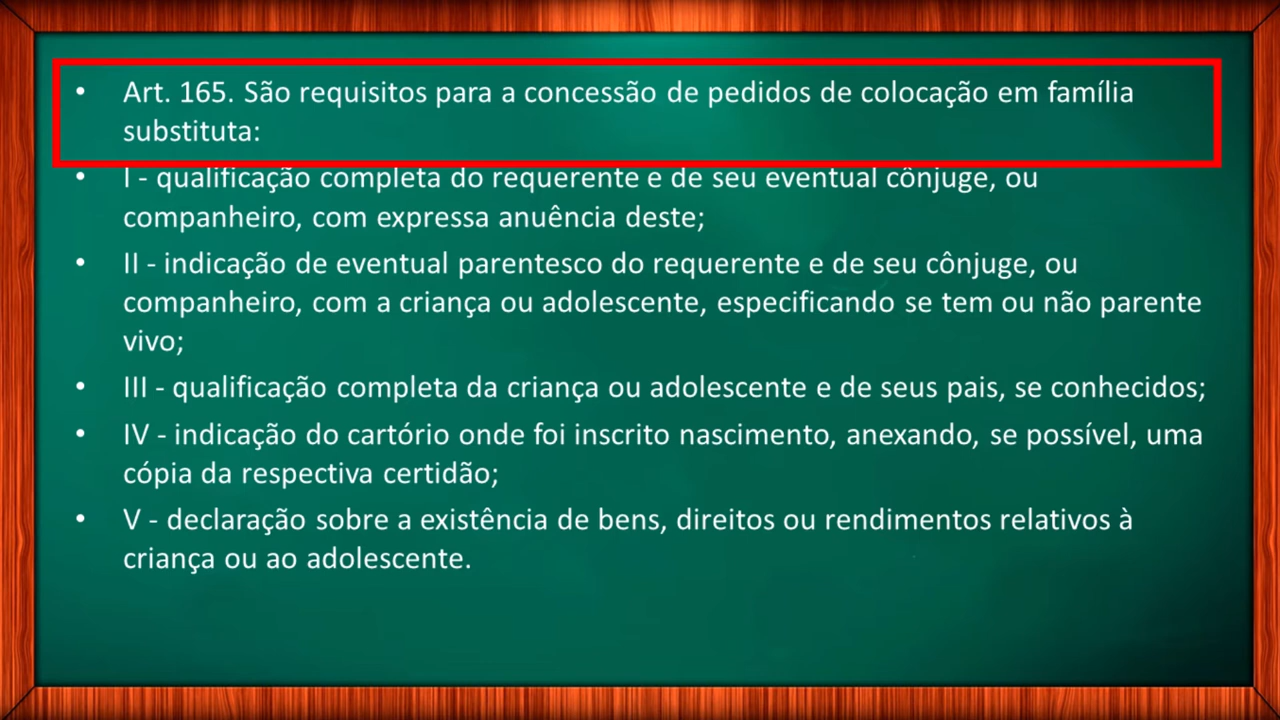 • Art. 165. São requisitos para a concessão de pedidos de colocação em família
substituta:
• I - qualificação completa do requerente e de seu eventual cônjuge, ou
companheiro, com expressa anuência deste;
• II - indicação de eventual parentesco do requerente e de seu cônjuge, ou
companheiro, com a criança ou adolescente, especificando se tem ou não parente
vivo;
• III - qualificação completa da criança ou adolescente e de seus pais, se conhecidos;
• IV - indicação do cartório onde foi inscrito nascimento, anexando, se possível, uma
cópia da respectiva certidão;
• V - declaração sobre a existência de bens, direitos ou rendimentos relativos à
criança ou ao adolescente.